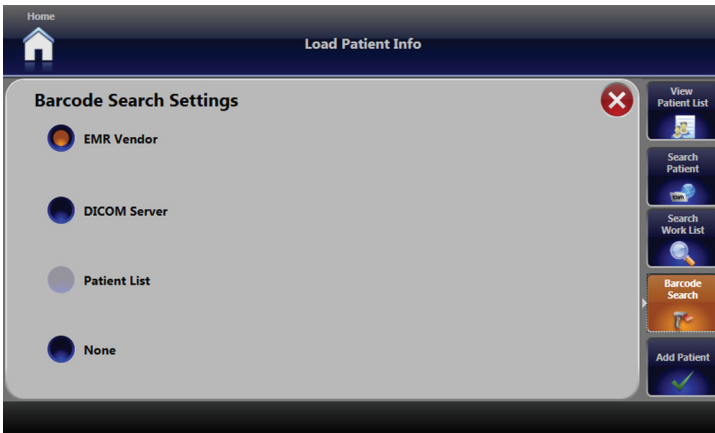 Home
Load Patient Info
Barcode Search Settings
EMR Vendor
DICOM Server
Patient List
None
View
Patient List
Search
Patient
EMR
Search
Work List
Barcode
Search
Add Patient